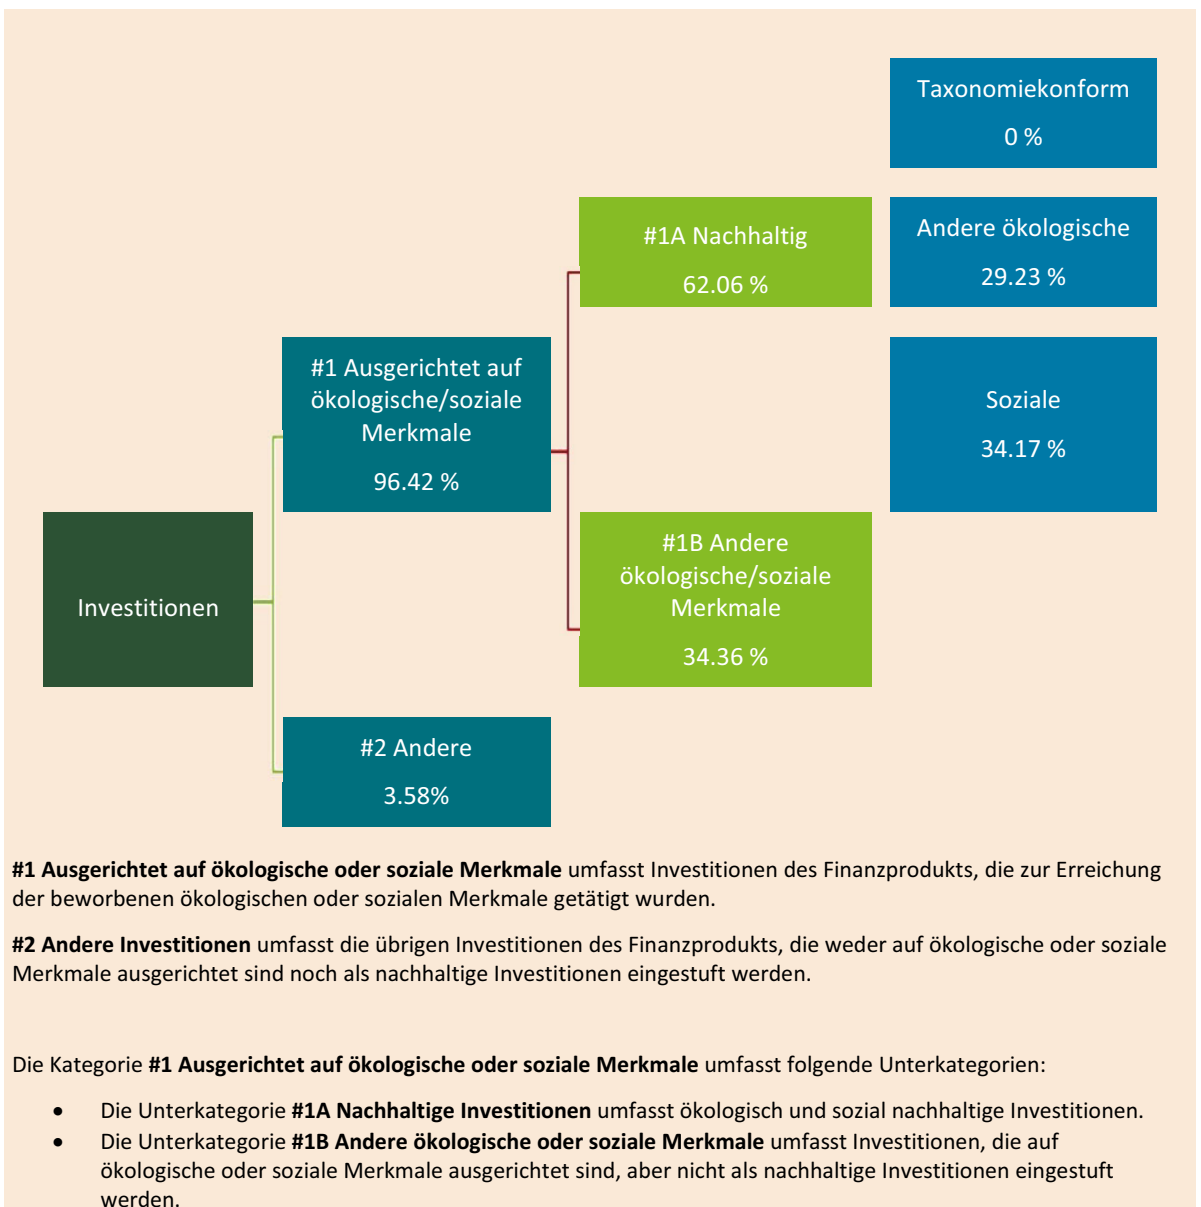 Taxonomiekonform
0 %
#1A Nachhaltig
62.06 %
Andere ökologische
29.23 %
#1 Ausgerichtet auf
ökologische/soziale
Merkmale
96.42 %
Soziale
34.17 %
Investitionen
#1B Andere
ökologische/soziale
Merkmale
34.36 %
#2 Andere
3.58%
#1 Ausgerichtet auf ökologische oder soziale Merkmale umfasst Investitionen des Finanzprodukts, die zur Erreichung
der beworbenen ökologischen oder sozialen Merkmale getätigt wurden.
#2 Andere Investitionen umfasst die übrigen Investitionen des Finanzprodukts, die weder auf ökologische oder soziale
Merkmale ausgerichtet sind noch als nachhaltige Investitionen eingestuft werden.
Die Kategorie #1 Ausgerichtet auf ökologische oder soziale Merkmale umfasst folgende Unterkategorien:
• Die Unterkategorie #1A Nachhaltige Investitionen umfasst ökologisch und sozial nachhaltige Investitionen.
• Die Unterkategorie #1B Andere ökologische oder soziale Merkmale umfasst Investitionen, die auf
ökologische oder soziale Merkmale ausgerichtet sind, aber nicht als nachhaltige Investitionen eingestuft
werden.